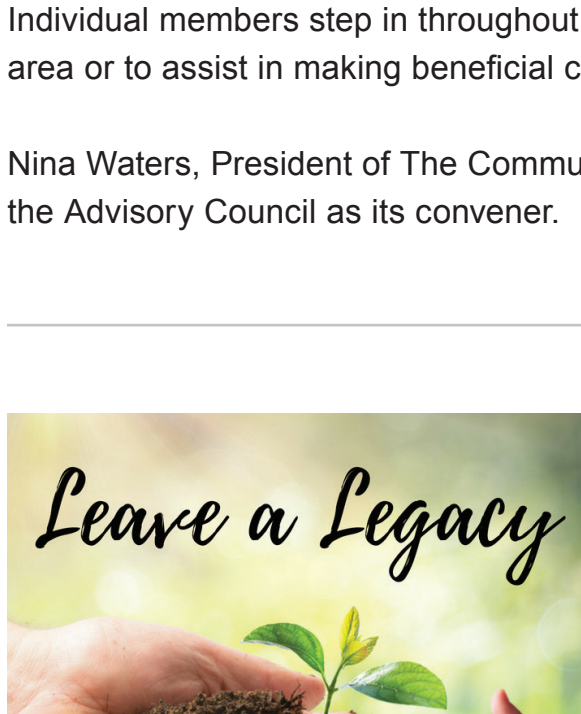 Individual members step in throughout
area or to assist in making beneficial
Nina Waters, President of The
the Advisory Council as its convener.
Leave a Legacy